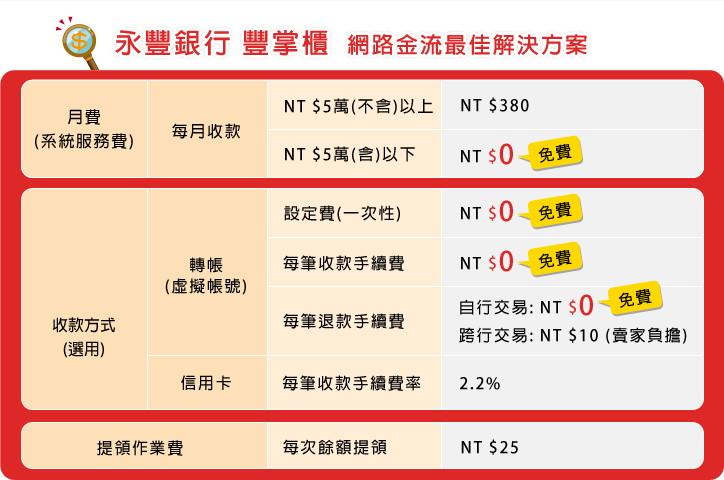 永豐銀行 豐掌櫃 網路金流最佳解決方案
月費
(系統服務費)
每月收款
NT $5萬(不含)以上
NT $380
NT $5萬(含)以下
NT $0 免費
收款方式
(選用)
轉帳
(虛擬帳號)
設定費(一次性)
NT $0 免費
每筆收款手續費
NT $0 免費
每筆退款手續費
自行交易: NT $0 免費
跨行交易: NT $10 (賣家負擔)
信用卡
每筆收款手續費率
2.2%
提領作業費
每次餘額提領
NT $25